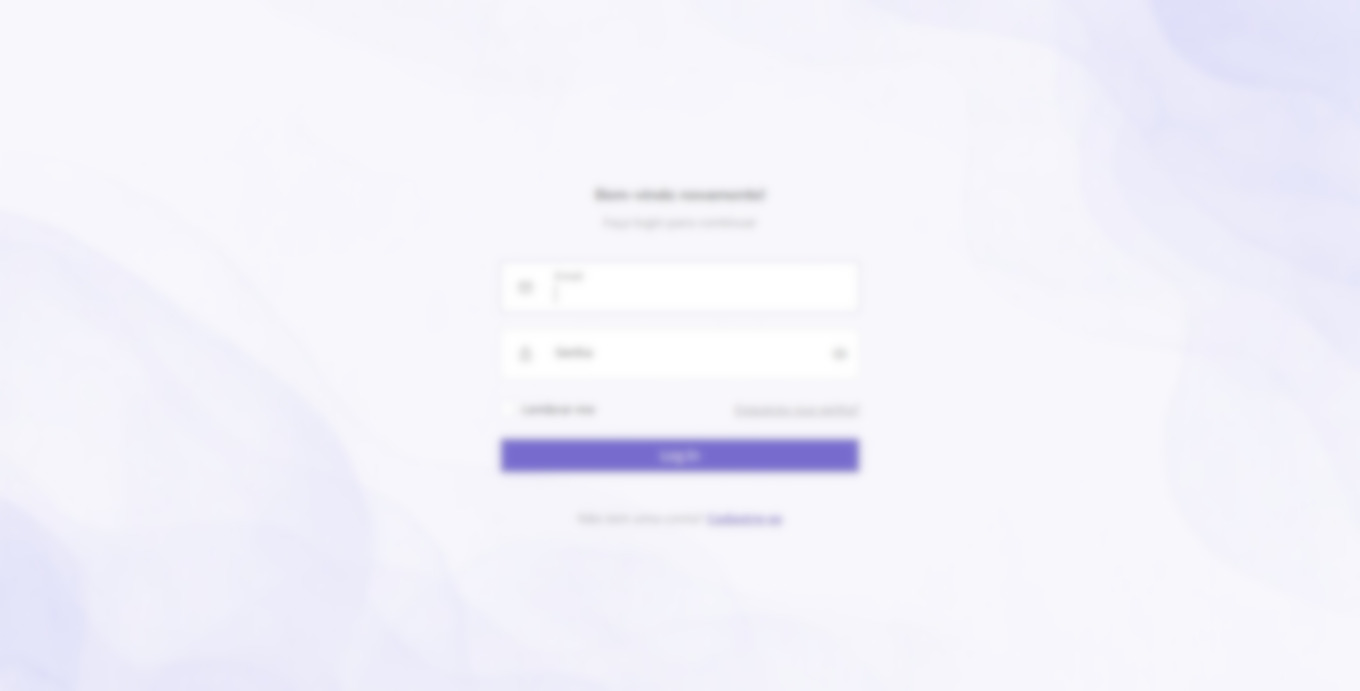 Bem vindo novamente!
Faça login para continuar
Email
Senha
Lembrar-me
Esqueceu sua senha?
Log In
Não tem uma conta? Cadastre-se